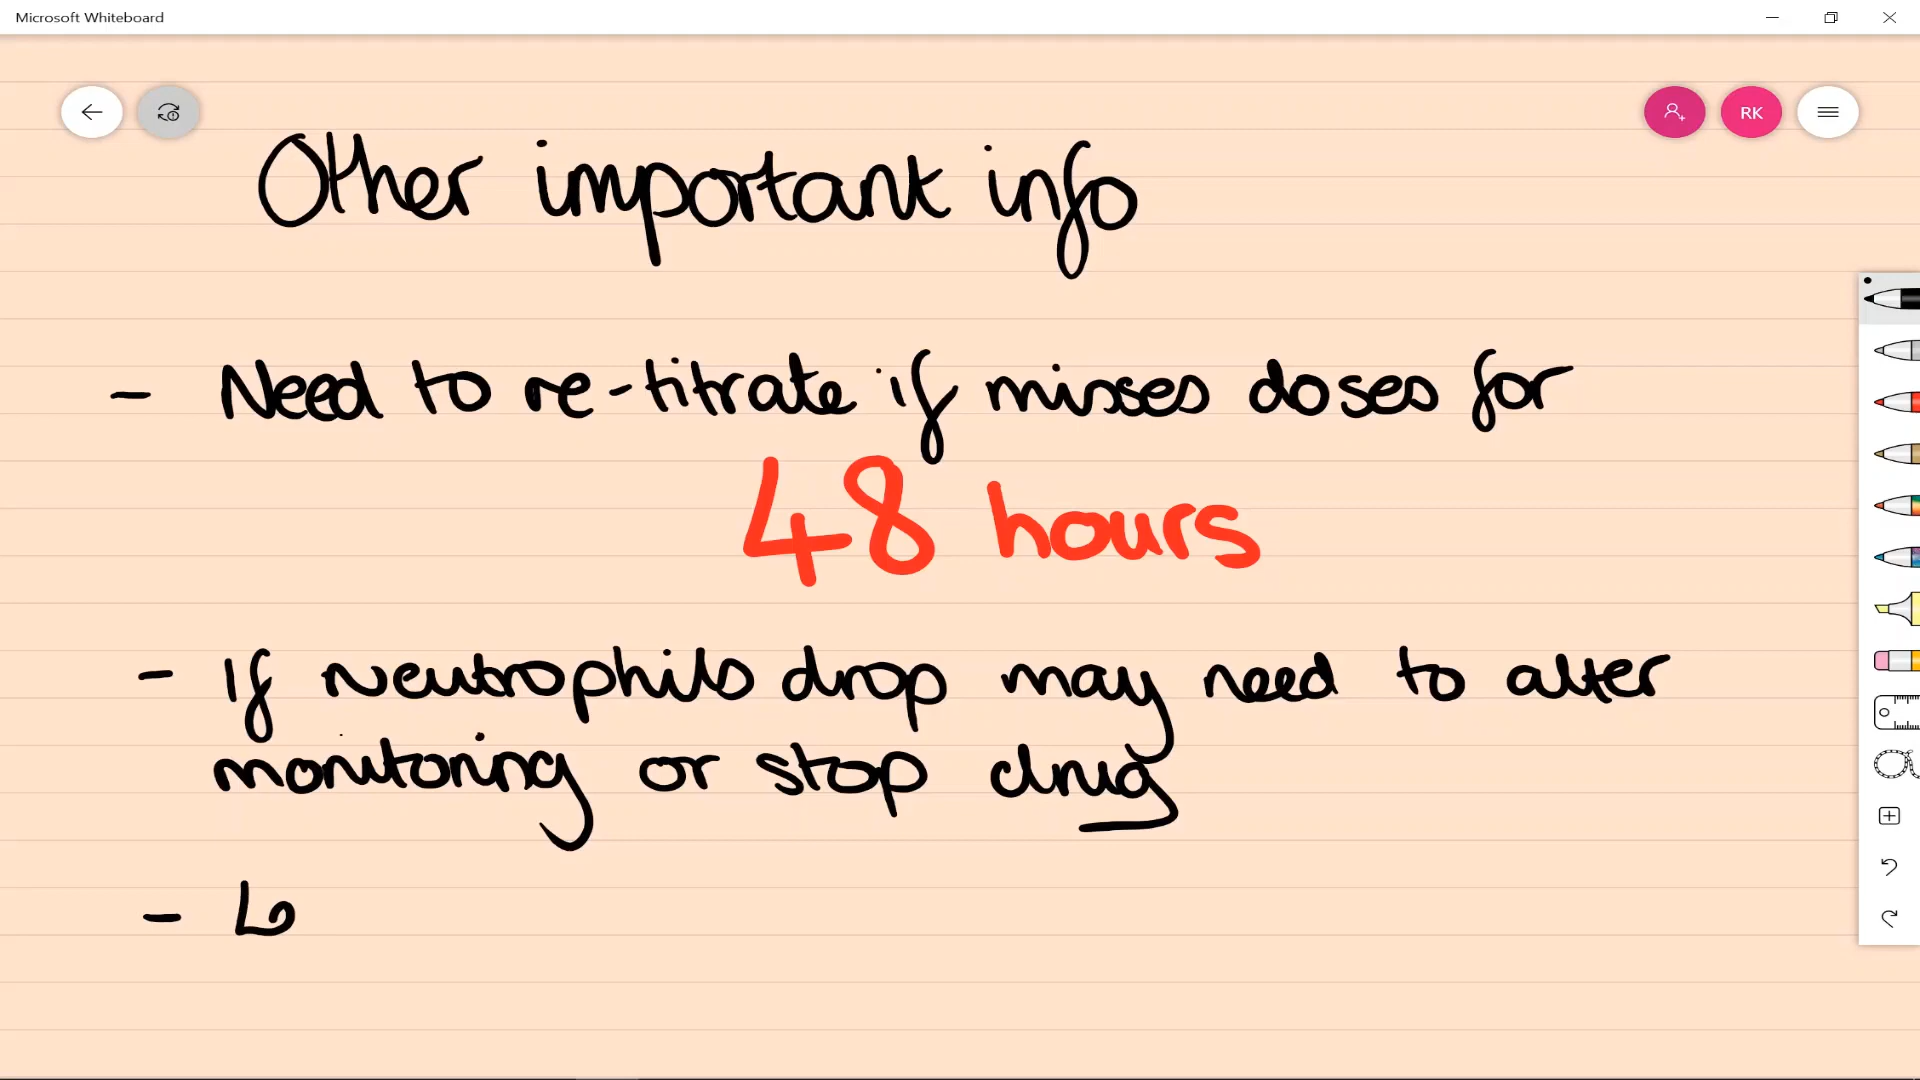 Microsoft Whiteboard
RK
Other important info
- Need to re-titrate if misses doses for
48 hours
- If Neutrophils drop may need to alter
monitoring or stop drug
- Lo